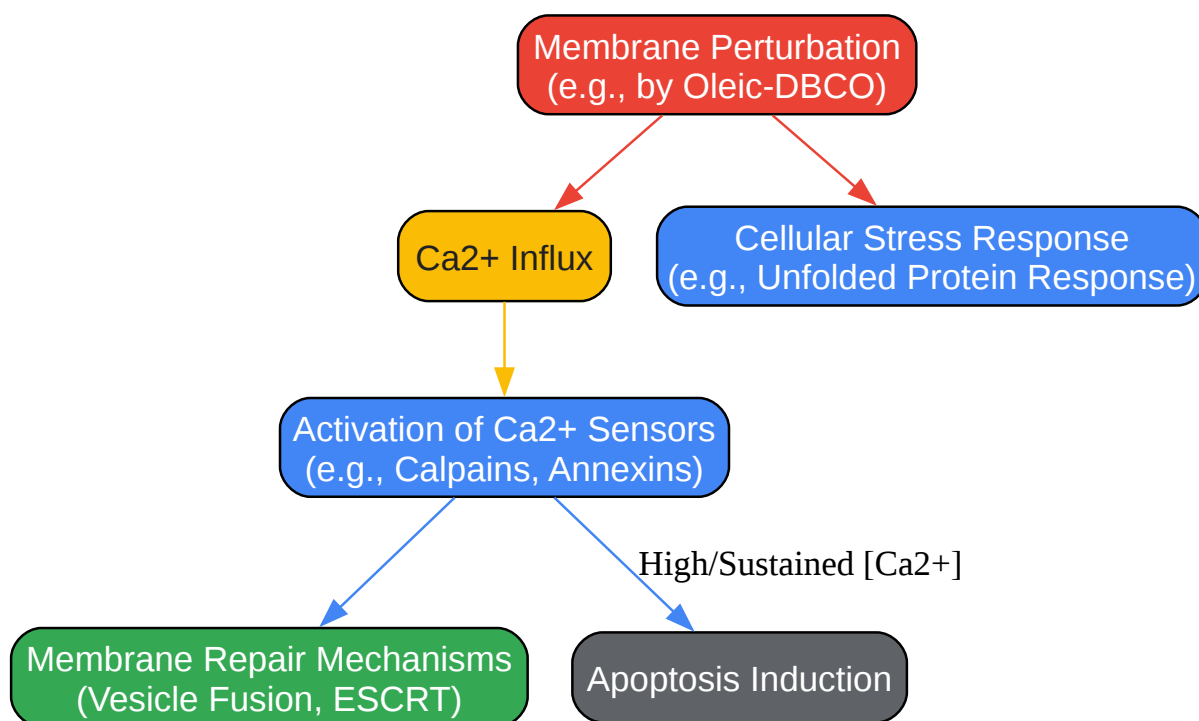 Membrane Perturbation
(e.g., by Oleic-DBCO)
Ca2+ Influx
Cellular Stress Response
(e.g., Unfolded Protein Response)
Activation of Ca2+ Sensors
(e.g., Calpains, Annexins)
High/Sustained [Ca2+]
Membrane Repair Mechanisms
(Vesicle Fusion, ESCRT)
Apoptosis Induction